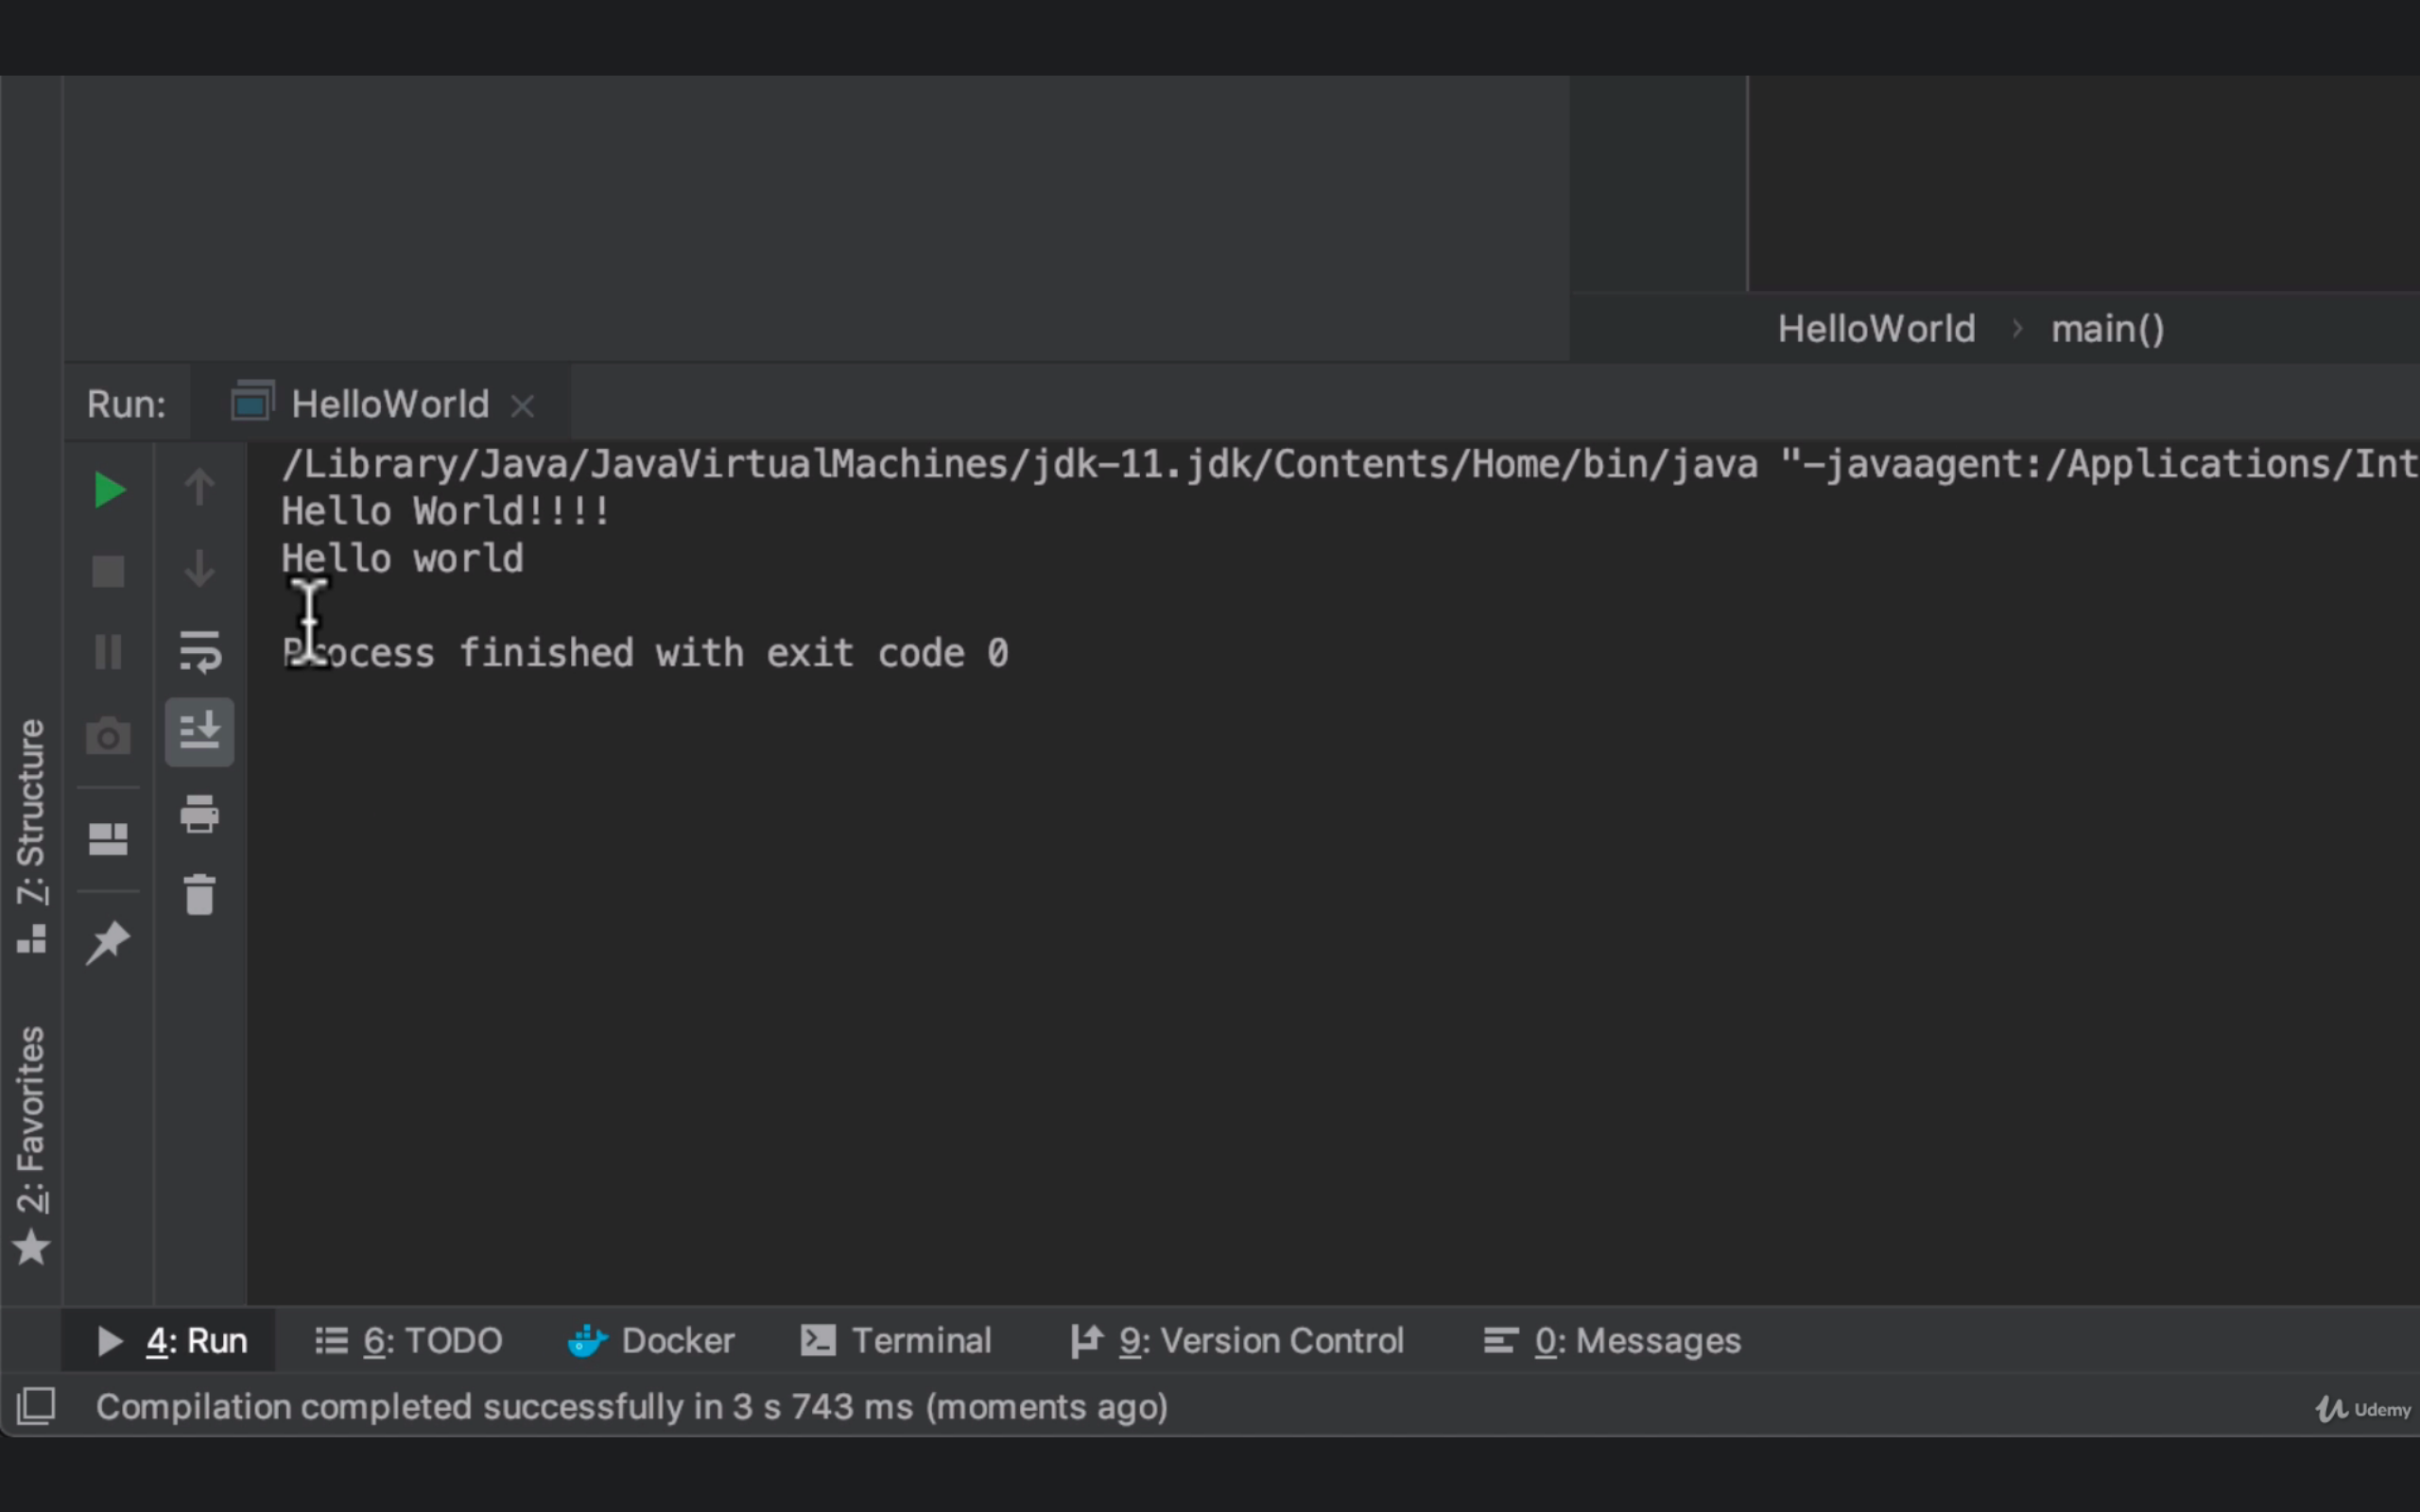 HelloWorld › main()
Run: HelloWorld
/Library/Java/JavaVirtualMachines/jdk-11.jdk/Contents/Home/bin/java "-javaagent:/Applications/Int
Hello World!!!!
Hello world
Process finished with exit code 0
7: Structure
2: Favorites
4: Run 6: TODO Docker Terminal 9: Version Control 0: Messages
Compilation completed successfully in 3 s 743 ms (moments ago)
Udemy